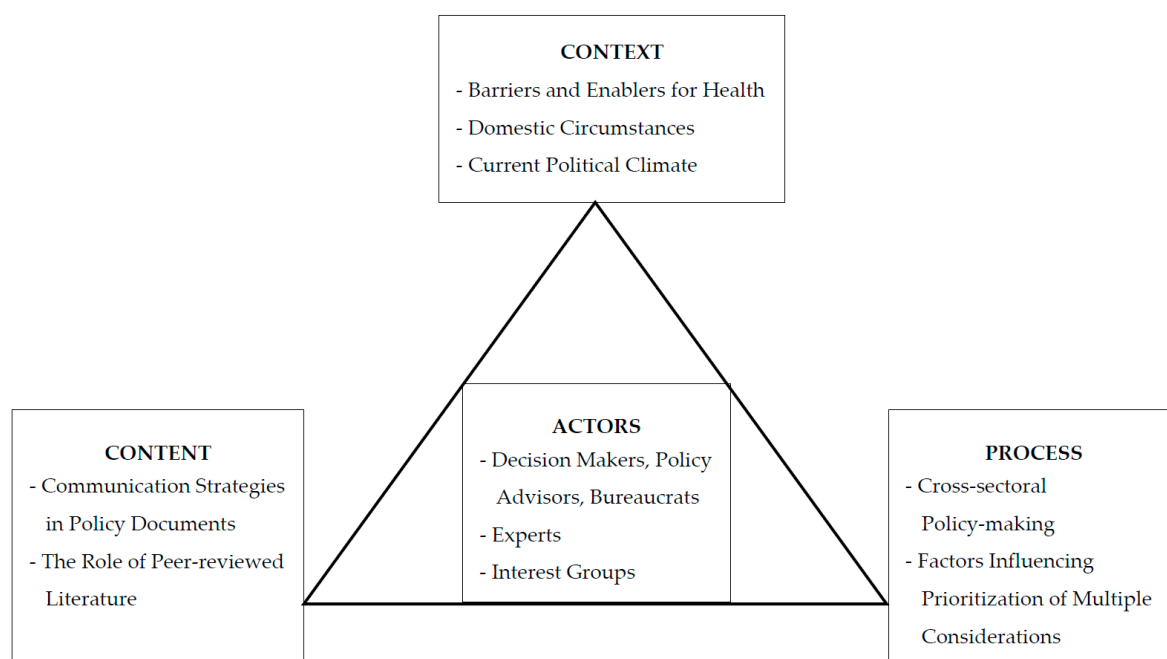 CONTEXT
- Barriers and Enablers for Health
- Domestic Circumstances
- Current Political Climate
CONTENT
- Communication Strategies
in Policy Documents
- The Role of Peer-reviewed
Literature
ACTORS
- Decision Makers, Policy
Advisors, Bureaucrats
- Experts
- Interest Groups
PROCESS
- Cross-sectoral
Policy-making
- Factors Influencing
Prioritization of Multiple
Considerations